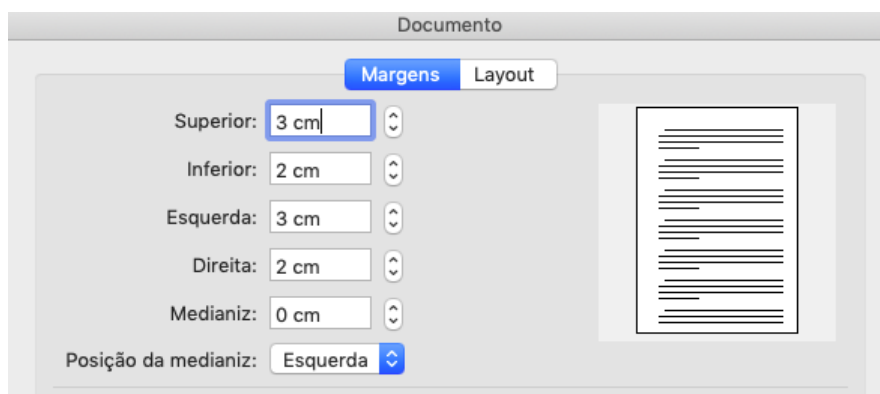 Documento
Margens Layout
Superior: 3 cm
Inferior: 2 cm
Esquerda: 3 cm
Direita: 2 cm
Medianiz: 0 cm
Posição da medianiz: Esquerda